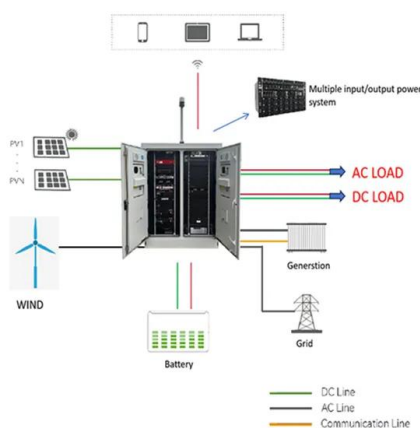 Multiple input/output power
system
PV1
PVN
AC LOAD
DC LOAD
WIND
Generstion
Grid
Battery
DC Line
AC Line
Communication Line